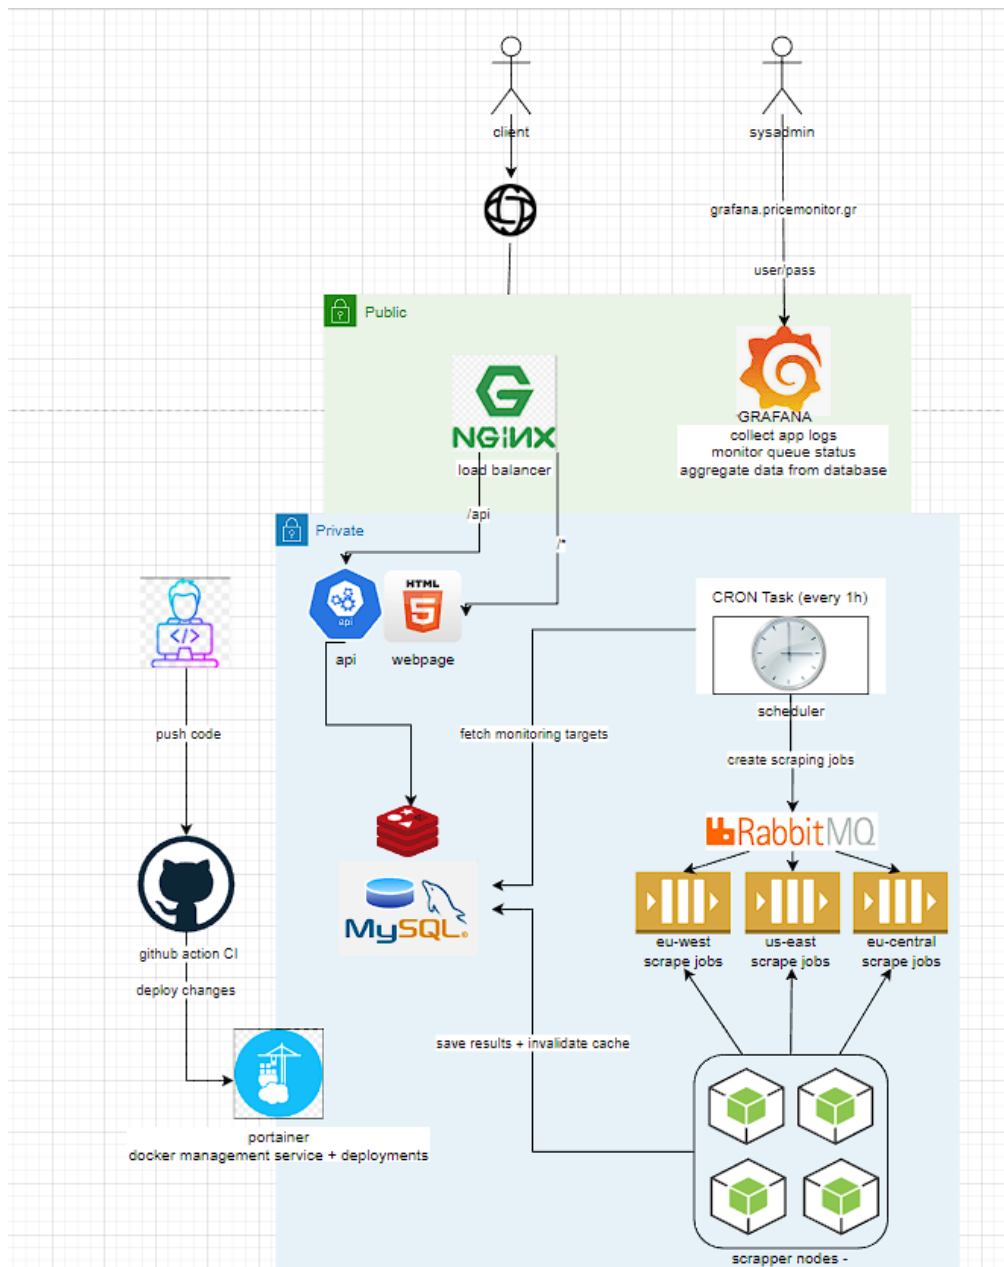 client
sysadmin
grafana.pricemonitor.gr
user/pass
Public
NGiNX
load balancer
GRAFANA
collect app logs
monitor queue status
aggregate data from database
/api
/*
Private
api
HTML
5
api
webpage
CRON Task (every 1h)
scheduler
push code
fetch monitoring targets
create scraping jobs
RabbitMQ
MySQL
eu-west
scrape jobs
us-east
scrape jobs
eu-central
scrape jobs
github action CI
deploy changes
save results + invalidate cache
portainer
docker management service + deployments
scrapper nodes -